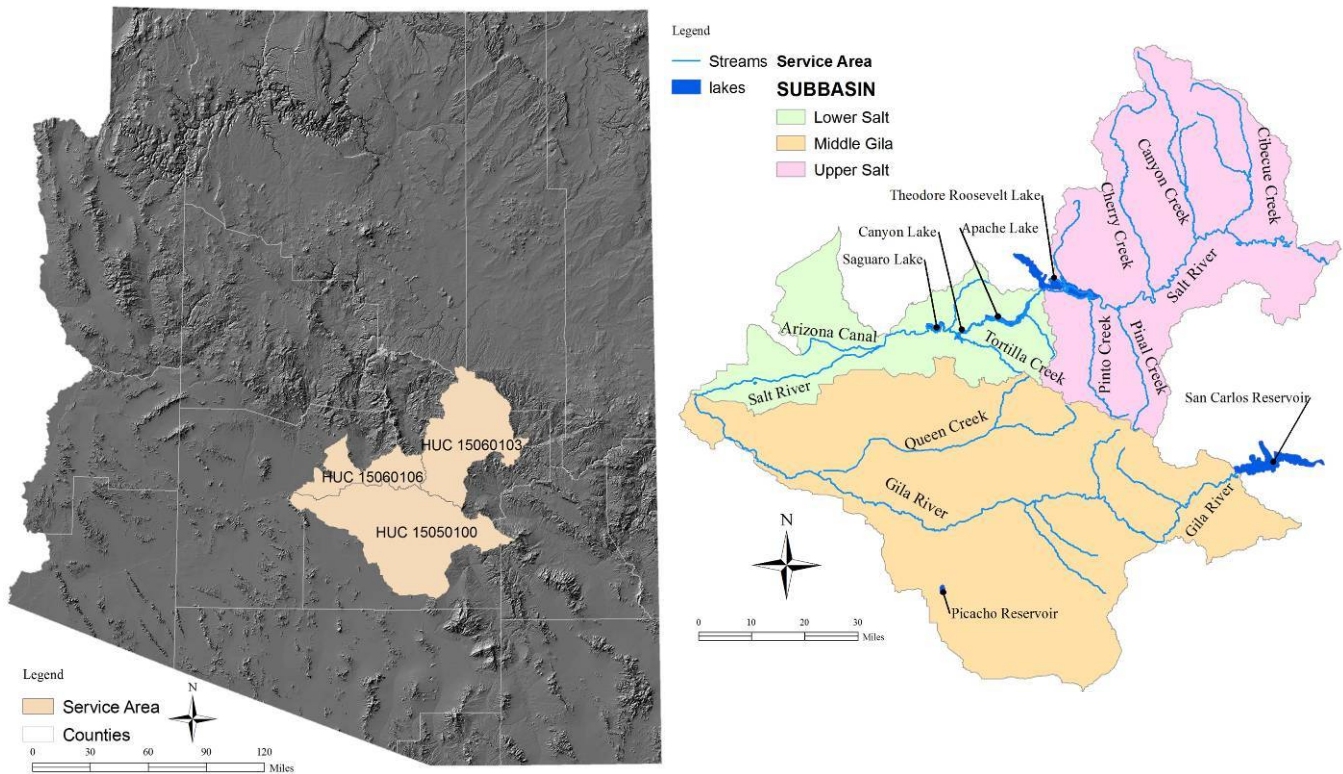 HUC 15060103
HUC 15060106
HUC 15050100
Legend
Service Area
Counties
N
0 30 60 90 120
Miles
Legend
Streams
lakes
Service Area
SUBBASIN
Lower Salt
Middle Gila
Upper Salt
Theodore Roosevelt Lake
Canyon Lake
Apache Lake
Saguaro Lake
Cherry Creek
Canyon Creek
Cibecue Creek
Salt River
Arizona Canal
Tortilla Creek
Pinto Creek
Pinal Creek
Salt River
San Carlos Reservoir
Queen Creek
Gila River
Gila River
N
Picacho Reservoir
0 10 20 30
Miles